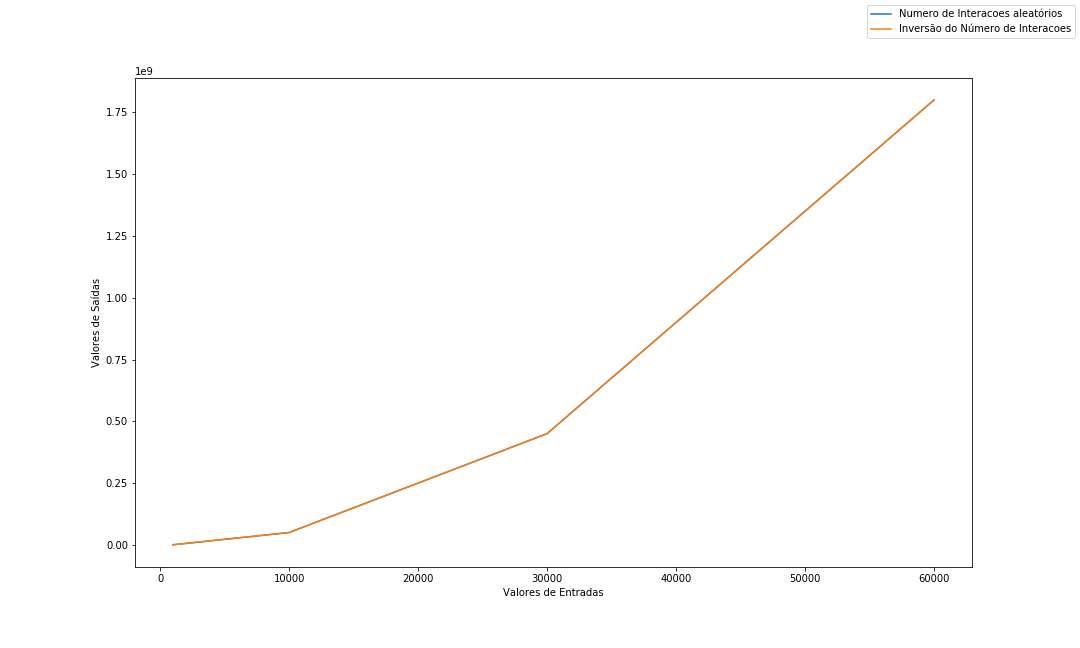 Numero de Interacoes aleatórios
Inversão do Número de Interacoes
1e9
1.75
1.50
1.25
1.00
0.75
0.50
0.25
0.00
Valores de Saídas
0 10000 20000 30000 40000 50000 60000
Valores de Entradas